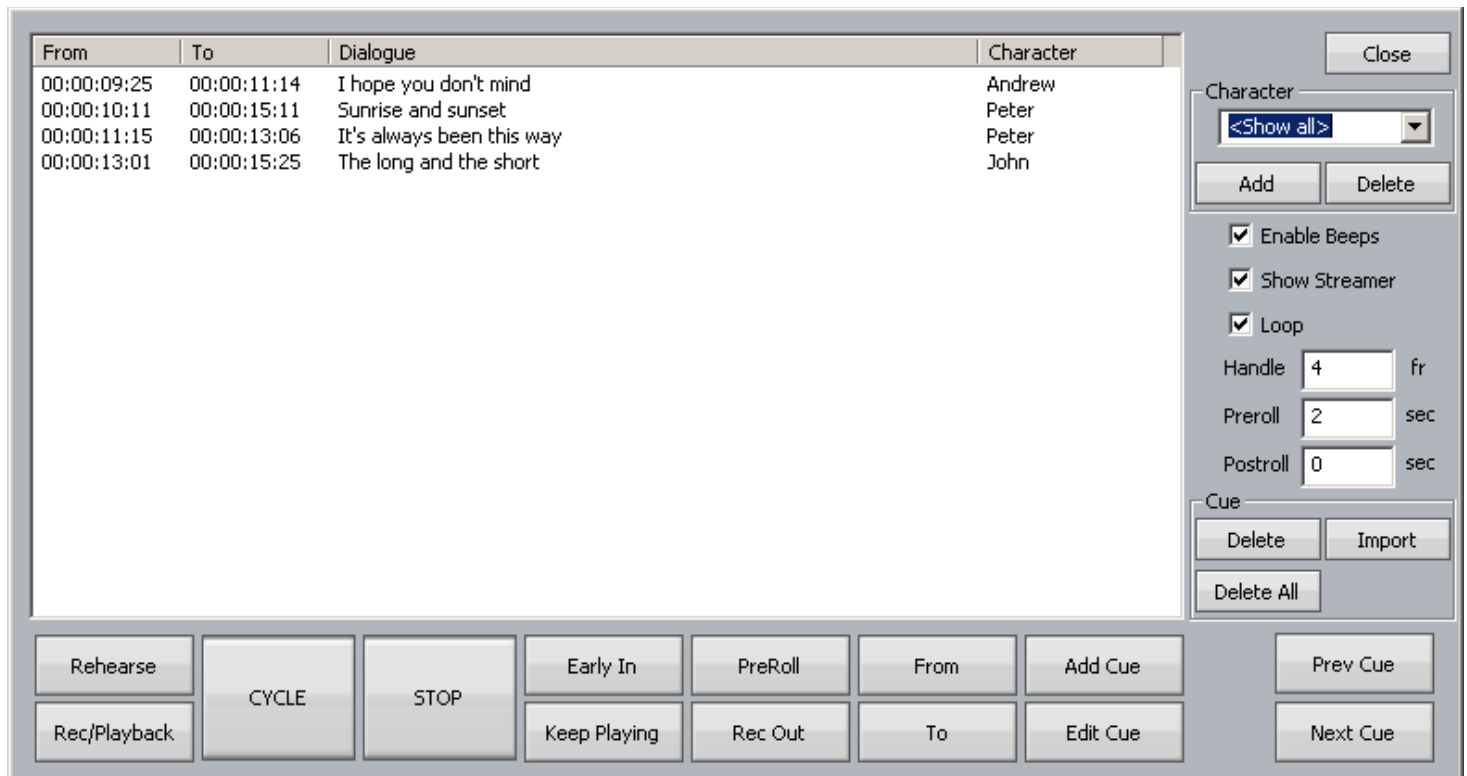 From To Dialogue Character
00:00:09:25 00:00:11:14 I hope you don't mind Andrew
00:00:10:11 00:00:15:11 Sunrise and sunset Peter
00:00:11:15 00:00:13:06 It's always been this way Peter
00:00:13:01 00:00:15:25 The long and the short John
Close
Character
<Show all>
Add Delete
Enable Beeps
Show Streamer
Loop
Handle 4 fr
Preroll 2 sec
Postroll 0 sec
Cue
Delete Import
Delete All
Rehearse CYCLE STOP Early In PreRoll From Add Cue Prev Cue
Rec/Playback Keep Playing Rec Out To Edit Cue Next Cue